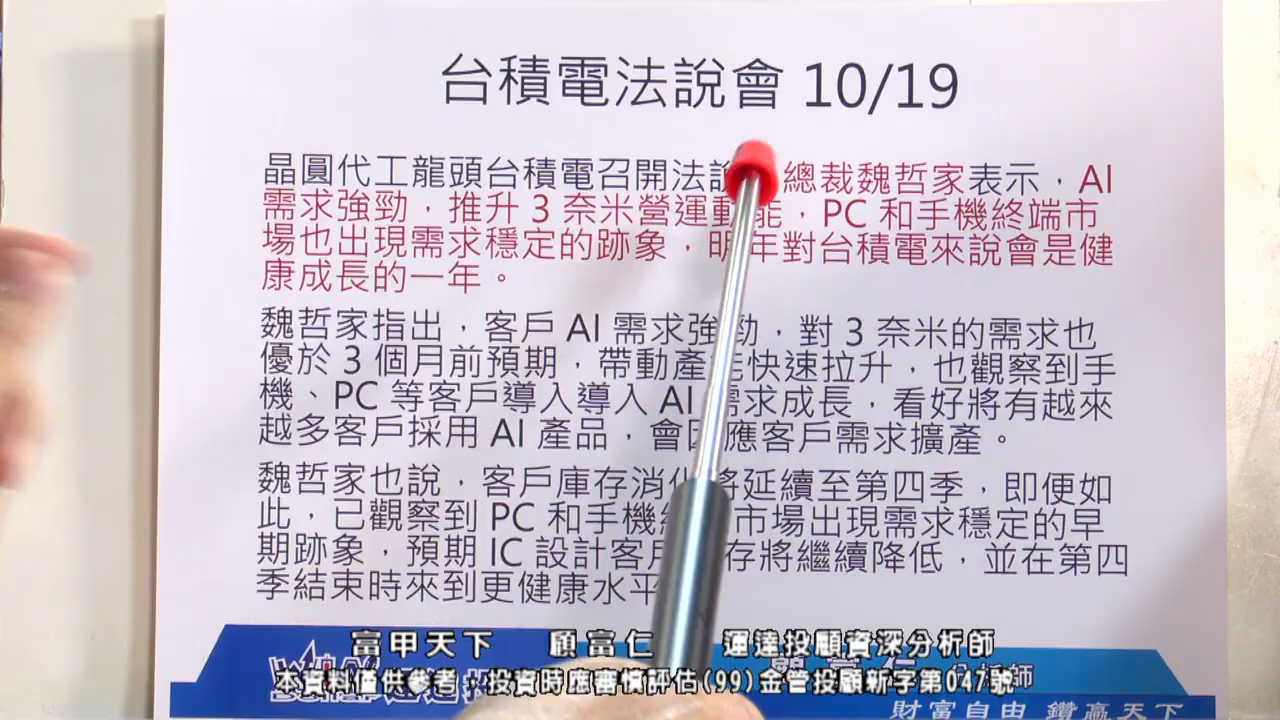 台積電法說會 10/19
晶圓代工龍頭台積電召開法說 總裁魏哲家表示，AI
需求強勁，推升 3 奈米營運動能，PC 和手機終端市
場也出現需求穩定的跡象，明年對台積電來說會是健
康成長的一年。
魏哲家指出，客戶 AI 需求強勁，對 3 奈米的需求也
優於 3 個月前預期，帶動產能快速拉升，也觀察到手
機、PC 等客戶導入導入 AI 需求成長，看好將有越來
越多客戶採用 AI 產品，會因應客戶需求擴產。
魏哲家也說，客戶庫存消化將延續至第四季，即便如
此，已觀察到 PC 和手機終 市場出現需求穩定的早
期跡象，預期 IC 設計客戶 存將繼續降低，並在第四
季結束時來到更健康水平
富甲天下 顧富仁 運達投顧資深分析師
本資料僅供參考，投資時應審慎評估(99)金管投顧新字第047號
財富自由 鑽贏天下